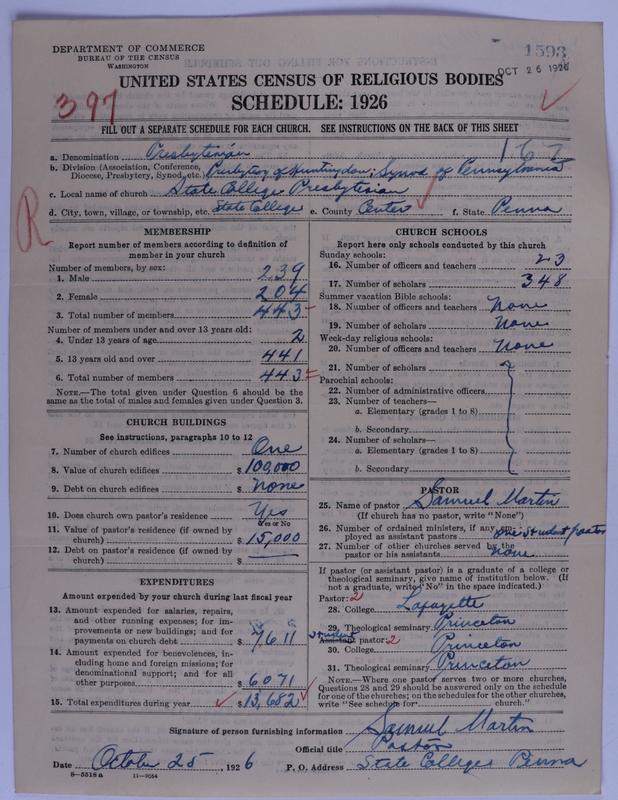 DEPARTMENT OF COMMERCE
BUREAU OF THE CENSUS
WASHINGTON
1593
OCT 26 1926
UNITED STATES CENSUS OF RELIGIOUS BODIES
SCHEDULE: 1926
397
FILL OUT A SEPARATE SCHEDULE FOR EACH CHURCH. SEE INSTRUCTIONS ON THE BACK OF THIS SHEET
a. Denomination Presbyterian
b. Division (Association, Conference, Diocese, Presbytery, Synod, etc.) Presbytery of Huntingdon; Synod of Pennsylvania
c. Local name of church State College Presbyterian
d. City, town, village, or township, etc. State College e. County Centre f. State Penna
R
MEMBERSHIP
Report number of members according to definition of
member in your church
Number of members, by sex:
1. Male 239
2. Female 204
3. Total number of members 443
Number of members under and over 13 years old:
4. Under 13 years of age 2
5. 13 years old and over 441
6. Total number of members 443
NOTE.—The total given under Question 6 should be
same as the total of males and females given under Question 3.
CHURCH BUILDINGS
See instructions, paragraphs 10 to 12
7. Number of church edifices One
8. Value of church edifices $100,000
9. Debt on church edifices $ None
10. Does church own pastor's residence Yes
Yes or No
11. Value of pastor's residence (if owned by
church) $15,000
12. Debt on pastor's residence (if owned by
church) $
EXPENDITURES
Amount expended by your church during last fiscal year
13. Amount expended for salaries, repairs,
and other running expenses; for im-
provements or new buildings; and for
payments on church debt $7611
14. Amount expended for benevolences, in-
cluding home and foreign missions; for
denominational support; and for all
other purposes $6071
15. Total expenditures during year $13,682
CHURCH SCHOOLS
Report here only schools conducted by this church
Sunday schools:
16. Number of officers and teachers 23
17. Number of scholars 348
Summer vacation Bible schools:
18. Number of officers and teachers None
19. Number of scholars None
Week-day religious schools:
20. Number of officers and teachers None
21. Number of scholars
Parochial schools:
22. Number of administrative officers
23. Number of teachers—
a. Elementary (grades 1 to 8)
b. Secondary
24. Number of scholars—
a. Elementary (grades 1 to 8)
b. Secondary
PASTOR
25. Name of pastor Samuel Martin
(If church has no pastor, write "None")
26. Number of ordained ministers, if any em-
ployed as assistant pastors One student pastor
27. Number of other churches served by the
pastor or his assistants None
If pastor (or assistant pastor) is a graduate of a college or
theological seminary, give name of institution below. (If
not a graduate, write "No" in the space indicated.)
Pastor: 2
28. College Lafayette
29. Theological seminary Princeton
Student
Assistant pastor: 2
30. College Princeton
31. Theological seminary Princeton
NOTE.—Where one pastor serves two or more churches,
Questions 28 and 29 should be answered only on the schedule
for one of the churches; on the schedules for the other churches,
write "See schedule for church."
Signature of person furnishing information Samuel Martin
Official title Pastor
Date October 25, 1926 P. O. Address State College Penna
8—5518 a 11—9054